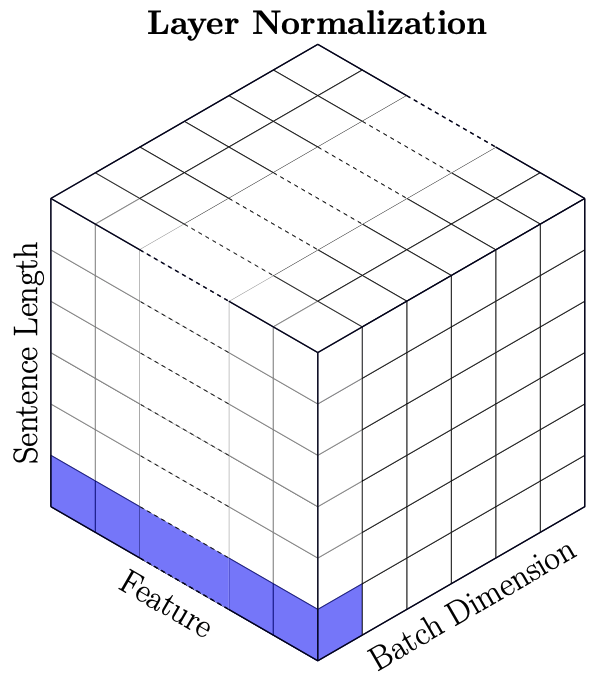 Layer Normalization
Sentence Length
Feature
Batch Dimension